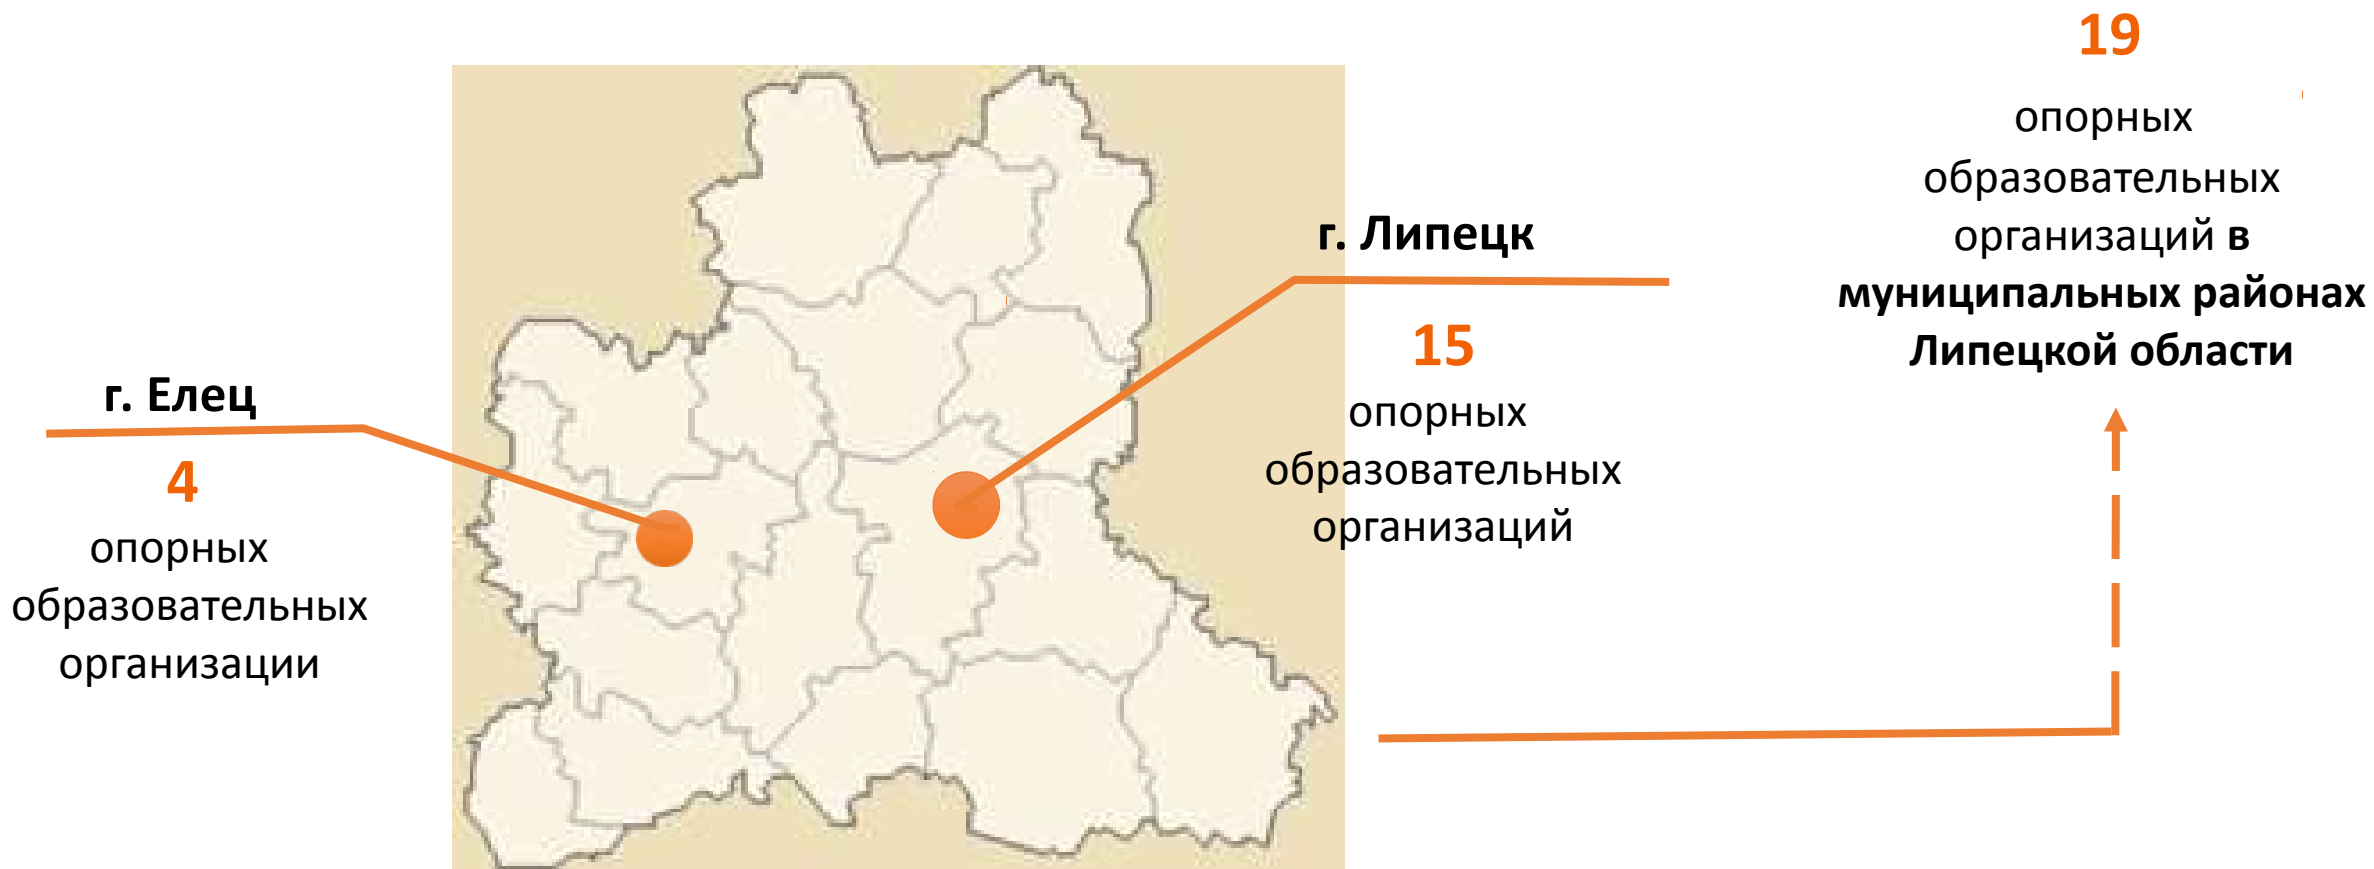 г. Елец
4
опорных
образовательных
организации
г. Липецк
15
опорных
образовательных
организаций
19
опорных
образовательных
организаций в
муниципальных районах
Липецкой области